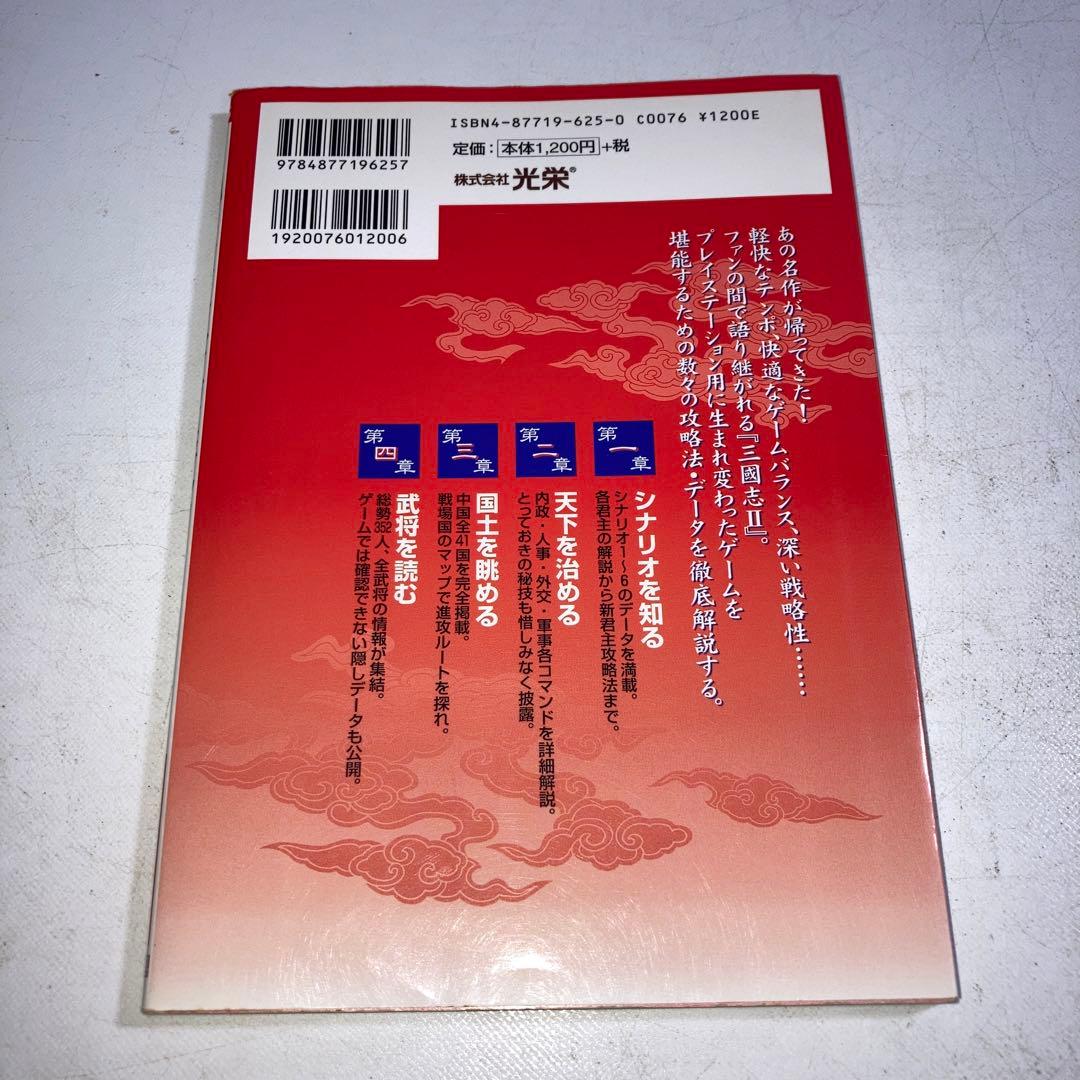 ISBN4-87719-625-0 C0076 ¥1200E
定価：本体1,200円+税
株式会社 光栄®
9784877196257
1920076012006
あの名作が帰ってきた！
軽快なテンポ、快適なゲームバランス、深い戦略性……
ファンの間で語り継がれる『三國志Ⅱ』。
プレイステーション用に生まれ変わったゲームを
堪能するための数々の攻略法・データを徹底解説する。
第一章
シナリオを知る
シナリオ1〜6のデータを満載。
各君主の解説から新君主攻略法まで。
第二章
天下を治める
内政・人事・外交・軍事各コマンドを詳細解説。
とっておきの秘技も惜しみなく披露。
第三章
国土を眺める
中国全41国を完全掲載。
戦場国のマップで進攻ルートを探れ。
第四章
武将を読む
総勢352人、全武将の情報が集結。
ゲームでは確認できない隠しデータも公開。